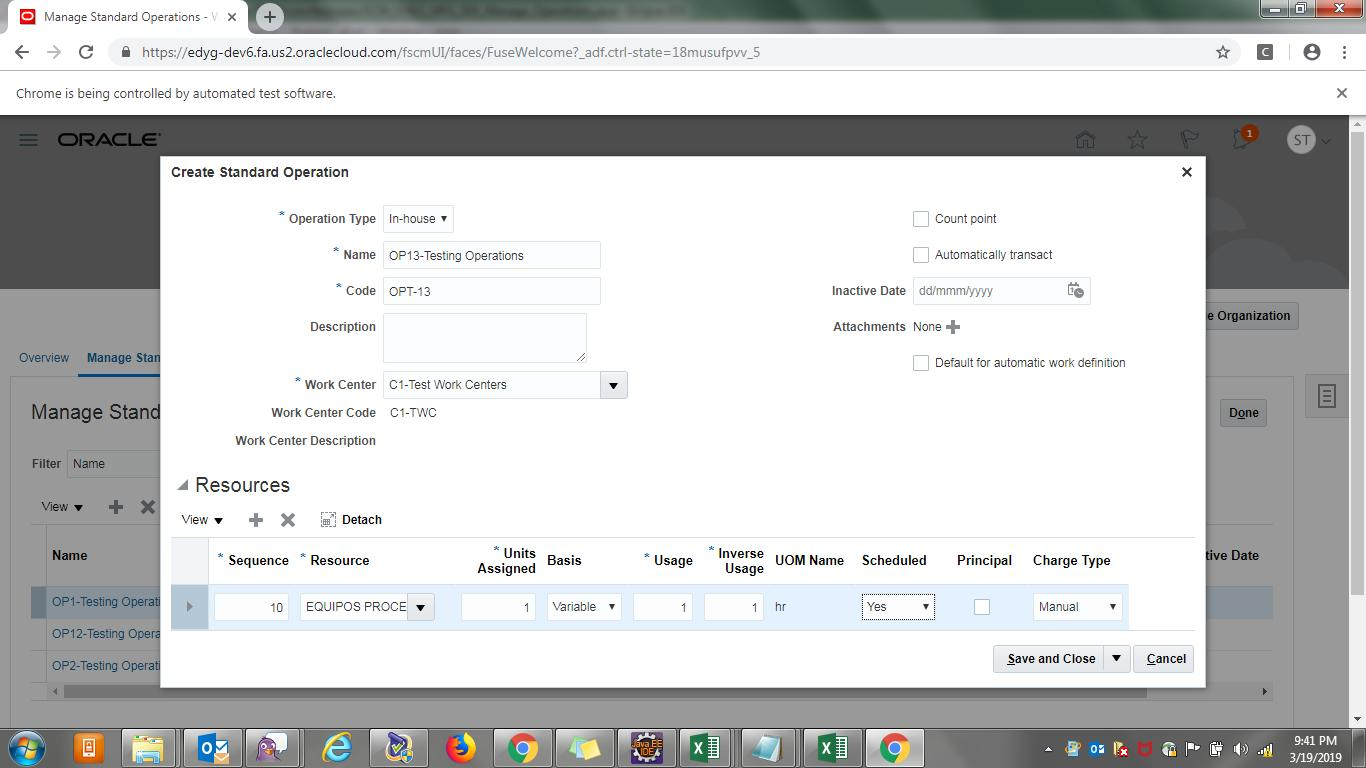 Manage Standard Operations - W
https://edyg-dev6.fa.us2.oraclecloud.com/fscmUI/faces/FuseWelcome?_adf.ctrl-state=18musufpvv_5
C
Chrome is being controlled by automated test software.
ORACLE
1
ST
Create Standard Operation
* Operation Type In-house
* Name OP13-Testing Operations
* Code OPT-13
Description
* Work Center C1-Test Work Centers
Work Center Code C1-TWC
Work Center Description
Count point
Automatically transact
Inactive Date dd/mmm/yyyy
Attachments None
Default for automatic work definition
e Organization
Overview Manage Stan
Manage Stand
Done
Filter Name
View
Name
tive Date
OP1-Testing Operati
OP12-Testing Opera
OP2-Testing Operati
Resources
View Detach
* Sequence * Resource * Units Assigned Basis * Usage * Inverse Usage UOM Name Scheduled Principal Charge Type
10 EQUIPOS PROCE 1 Variable 1 1 hr Yes Manual
Save and Close Cancel
Java EE
IDE
9:41 PM
3/19/2019